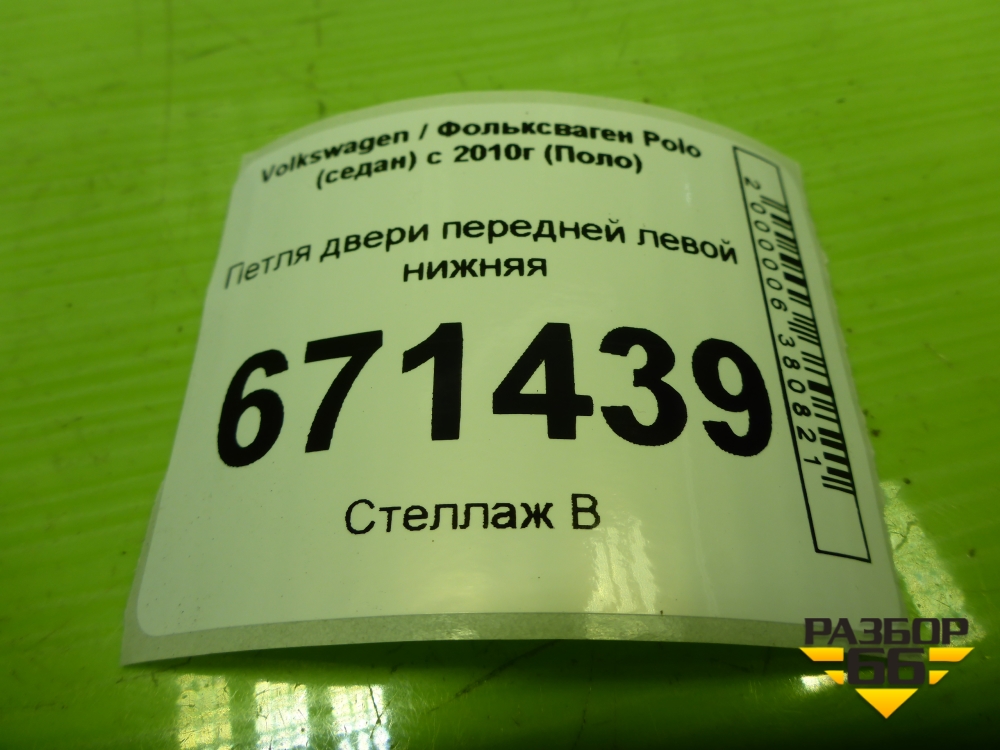 Volkswagen / Фольксваген Polo
(седан) с 2010г (Поло)
Петля двери передней левой
нижняя
671439
Стеллаж В
2000006380821
РАЗБОР
66